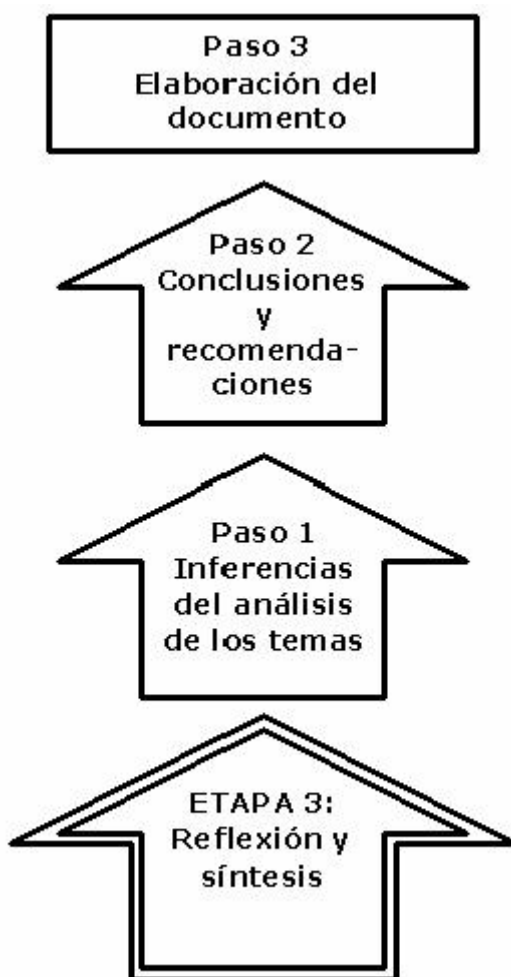 Paso 3
Elaboración del
documento
Paso 2
Conclusiones
y
recomenda-
ciones
Paso 1
Inferencias
del análisis
de los temas
ETAPA 3:
Reflexión y
síntesis